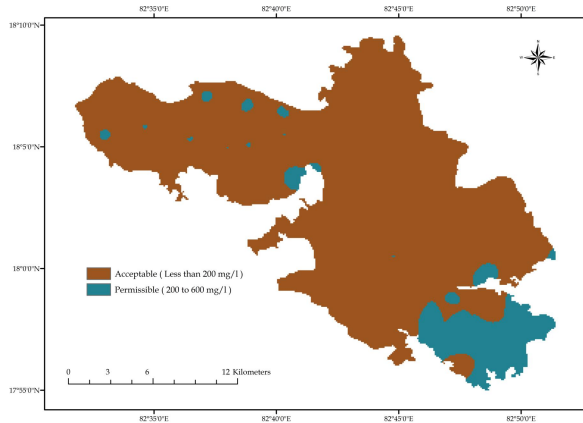 82°35'0"E 82°40'0"E 82°45'0"E 82°50'0"E
18°10'0"N
N
W E
S
18°5'0"N
18°0'0"N
Acceptable ( Less than 200 mg/l )
Permissible ( 200 to 600 mg/l )
17°55'0"N
0 3 6 12 Kilometers
82°35'0"E 82°40'0"E 82°45'0"E 82°50'0"E